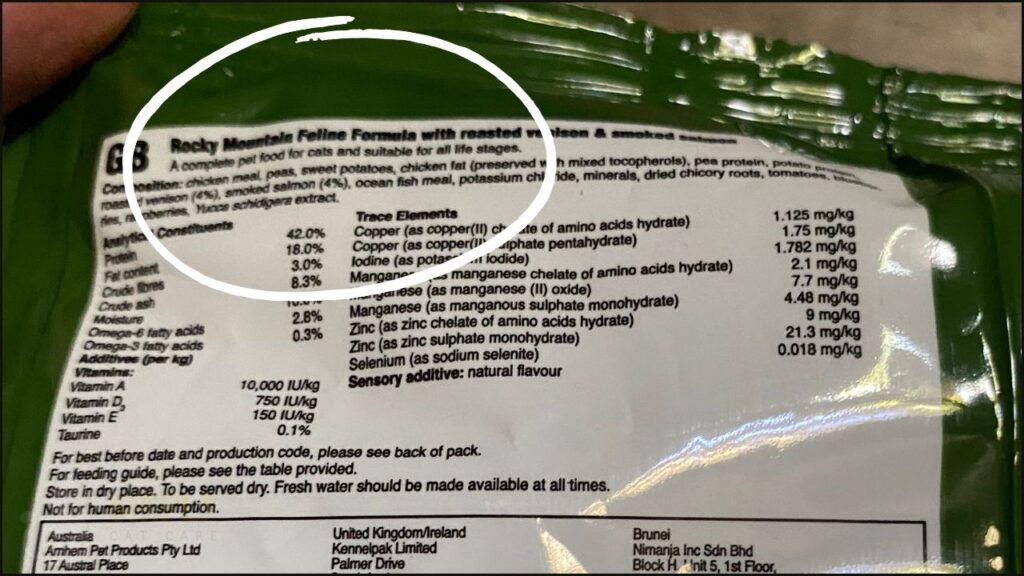 GB Rocky Mountain Feline Formula with roasted venison & smoked salmon
A complete pet food for cats and suitable for all life stages.
Composition: chicken meal, peas, sweet potatoes, chicken fat (preserved with mixed tocopherols), pea protein, potato protein,
roasted venison (4%), smoked salmon (4%), ocean fish meal, potassium chloride, minerals, dried chicory roots, tomatoes,
raspberries, Yucca schidigera extract.
Analytical Constituents
Protein 42.0%
Fat content 18.0%
Crude fibres 3.0%
Crude ash 8.3%
Moisture 10.0%
Omega-6 fatty acids 2.8%
Omega-3 fatty acids 0.3%
Additives (per kg)
Vitamins:
Vitamin A 10,000 IU/kg
Vitamin D3 750 IU/kg
Vitamin E 150 IU/kg
Taurine 0.1%
Trace Elements
Copper (as copper(II) chelate of amino acids hydrate) 1.125 mg/kg
Copper (as copper(II) sulphate pentahydrate) 1.75 mg/kg
Iodine (as potassium iodide) 1.782 mg/kg
Manganese (as manganese chelate of amino acids hydrate) 2.1 mg/kg
Manganese (as manganese (II) oxide) 7.7 mg/kg
Manganese (as manganous sulphate monohydrate) 4.48 mg/kg
Zinc (as zinc chelate of amino acids hydrate) 9 mg/kg
Zinc (as zinc sulphate monohydrate) 21.3 mg/kg
Selenium (as sodium selenite) 0.018 mg/kg
Sensory additive: natural flavour
For best before date and production code, please see back of pack.
For feeding guide, please see the table provided.
Store in dry place. To be served dry. Fresh water should be made available at all times.
Not for human consumption.
Australia
CAT CARE
Arnhem Pet Products Pty Ltd
17 Austral Place
United Kingdom/Ireland
Kennelpak Limited
Palmer Drive
Brunei
Nimanja Inc Sdn Bhd
Block H, Unit 5, 1st Floor,